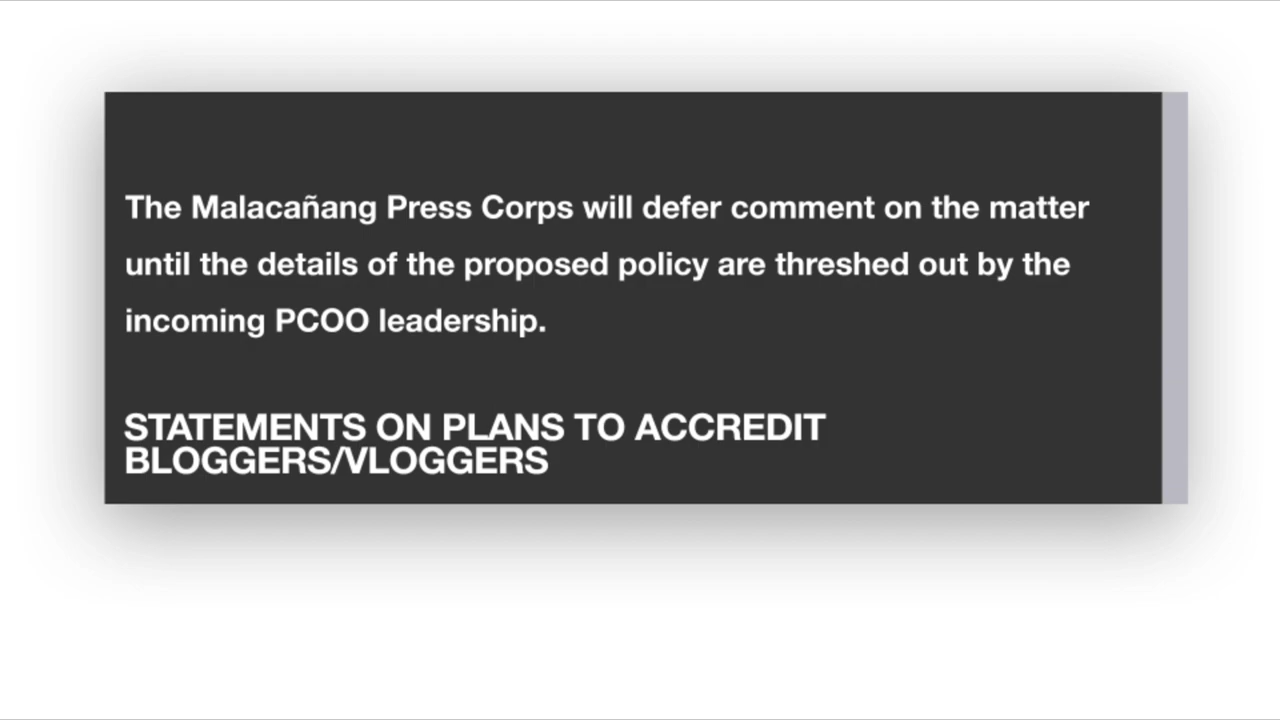 The Malacañang Press Corps will defer comment on the matter
until the details of the proposed policy are threshed out by the
incoming PCOO leadership.
STATEMENTS ON PLANS TO ACCREDIT
BLOGGERS/VLOGGERS